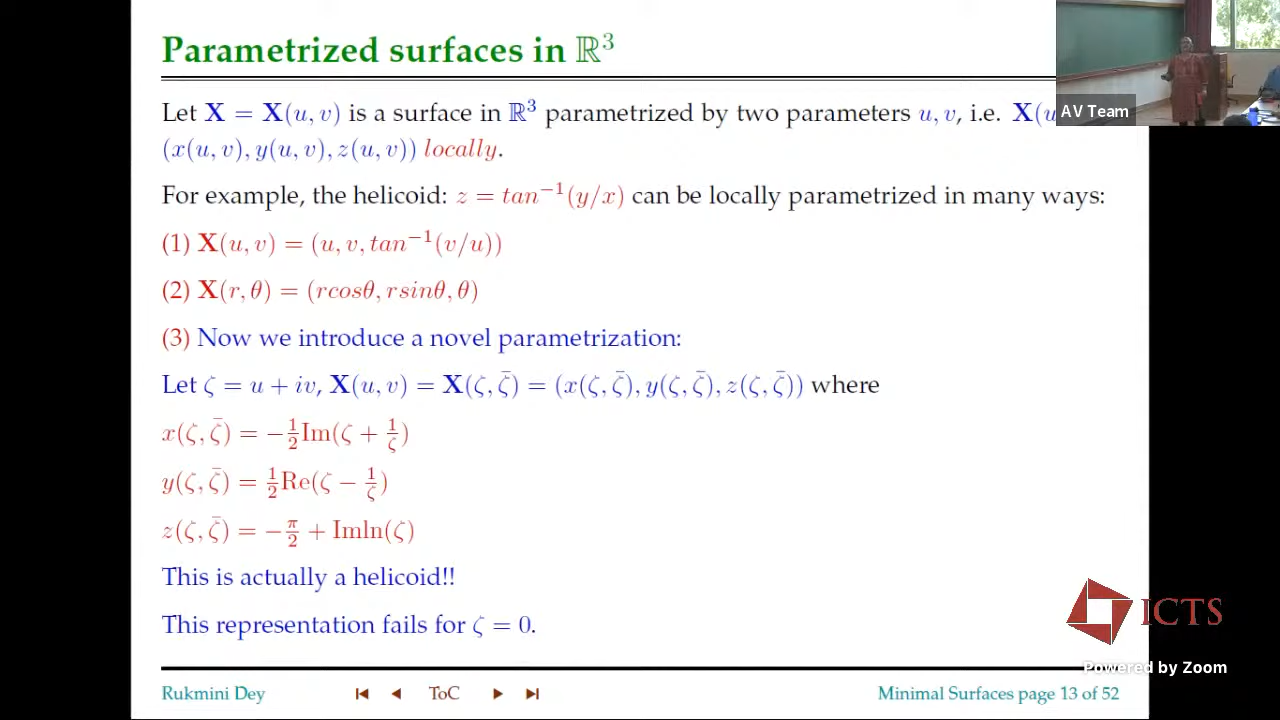 Parametrized surfaces in ℝ³
Let X = X(u, v) is a surface in ℝ³ parametrized by two parameters u, v, i.e. X(u
(x(u, v), y(u, v), z(u, v)) locally.
For example, the helicoid: z = tan⁻¹(y/x) can be locally parametrized in many ways:
(1) X(u, v) = (u, v, tan⁻¹(v/u))
(2) X(r, θ) = (rcosθ, rsinθ, θ)
(3) Now we introduce a novel parametrization:
Let ζ = u + iv, X(u, v) = X(ζ, ζ̄) = (x(ζ, ζ̄), y(ζ, ζ̄), z(ζ, ζ̄)) where
x(ζ, ζ̄) = −½Im(ζ + 1/ζ)
y(ζ, ζ̄) = ½Re(ζ − 1/ζ)
z(ζ, ζ̄) = −π/2 + Imln(ζ)
This is actually a helicoid!!
This representation fails for ζ = 0.
Rukmini Dey
ToC
Minimal Surfaces page 13 of 52
AV Team
ICTS
Powered by Zoom